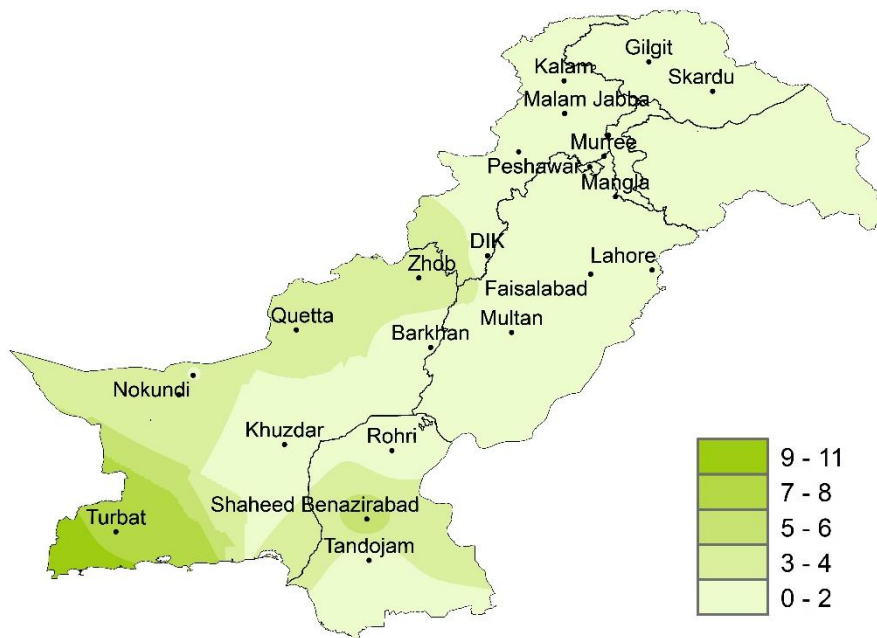 Gilgit
Kalam
Skardu
Malam Jabba
Murree
Peshawar
Mangla
DIK
Zhob
Lahore
Faisalabad
Quetta
Multan
Barkhan
Nokundi
Khuzdar
Rohri
Shaheed Benazirabad
Turbat
Tandojam
9 - 11
7 - 8
5 - 6
3 - 4
0 - 2